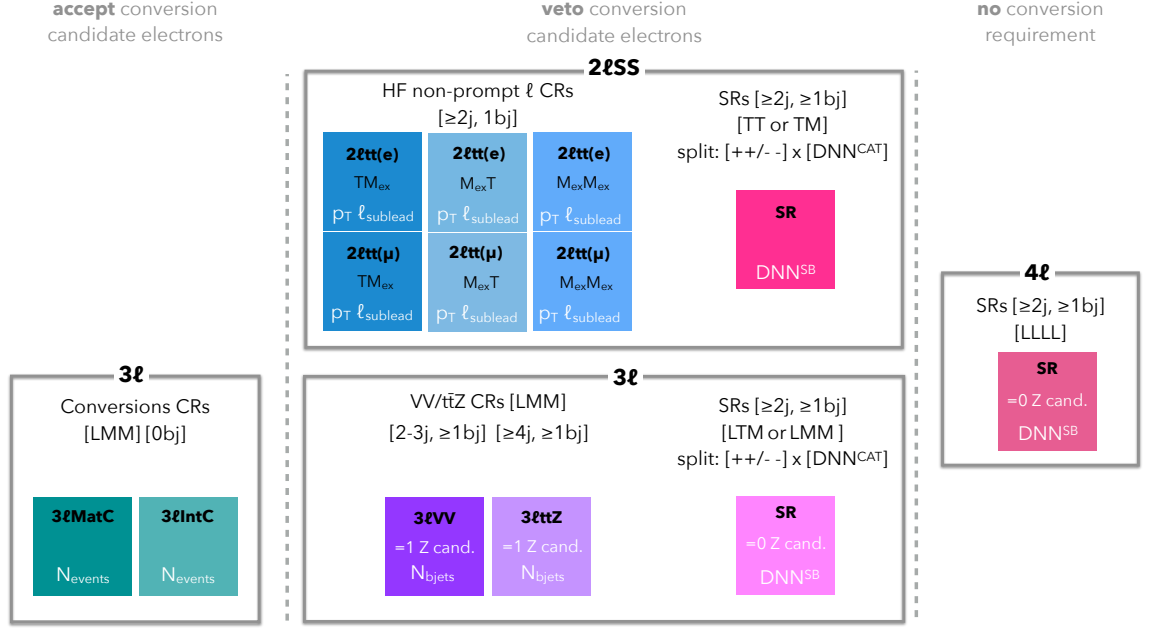 accept conversion
candidate electrons
veto conversion
candidate electrons
no conversion
requirement
2ℓSS
HF non-prompt ℓ CRs
[≥2j, 1bj]
2ℓtt(e)
TMex
pT ℓsublead
2ℓtt(e)
MexT
pT ℓsublead
2ℓtt(e)
MexMex
pT ℓsublead
2ℓtt(μ)
TMex
pT ℓsublead
2ℓtt(μ)
MexT
pT ℓsublead
2ℓtt(μ)
MexMex
pT ℓsublead
SRs [≥2j, ≥1bj]
[TT or TM]
split: [++/- -] x [DNNCAT]
SR
DNNSB
4ℓ
SRs [≥2j, ≥1bj]
[LLLL]
SR
=0 Z cand.
DNNSB
3ℓ
Conversions CRs
[LMM] [0bj]
3ℓMatC
Nevents
3ℓIntC
Nevents
3ℓ
VV/tt̄Z CRs [LMM]
[2-3j, ≥1bj] [≥4j, ≥1bj]
3ℓVV
=1 Z cand.
Nbjets
3ℓttZ
=1 Z cand.
Nbjets
SRs [≥2j, ≥1bj]
[LTM or LMM ]
split: [++/- -] x [DNNCAT]
SR
=0 Z cand.
DNNSB